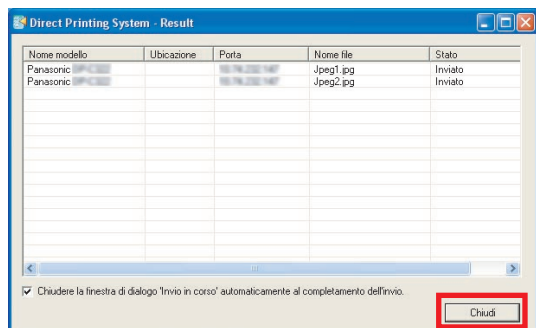 Direct Printing System - Result
Nome modello Ubicazione Porta Nome file Stato
Panasonic Jpeg1.jpg Inviato
Panasonic Jpeg2.jpg Inviato
Chiudere la finestra di dialogo 'Invio in corso' automaticamente al completamento dell'invio.
Chiudi